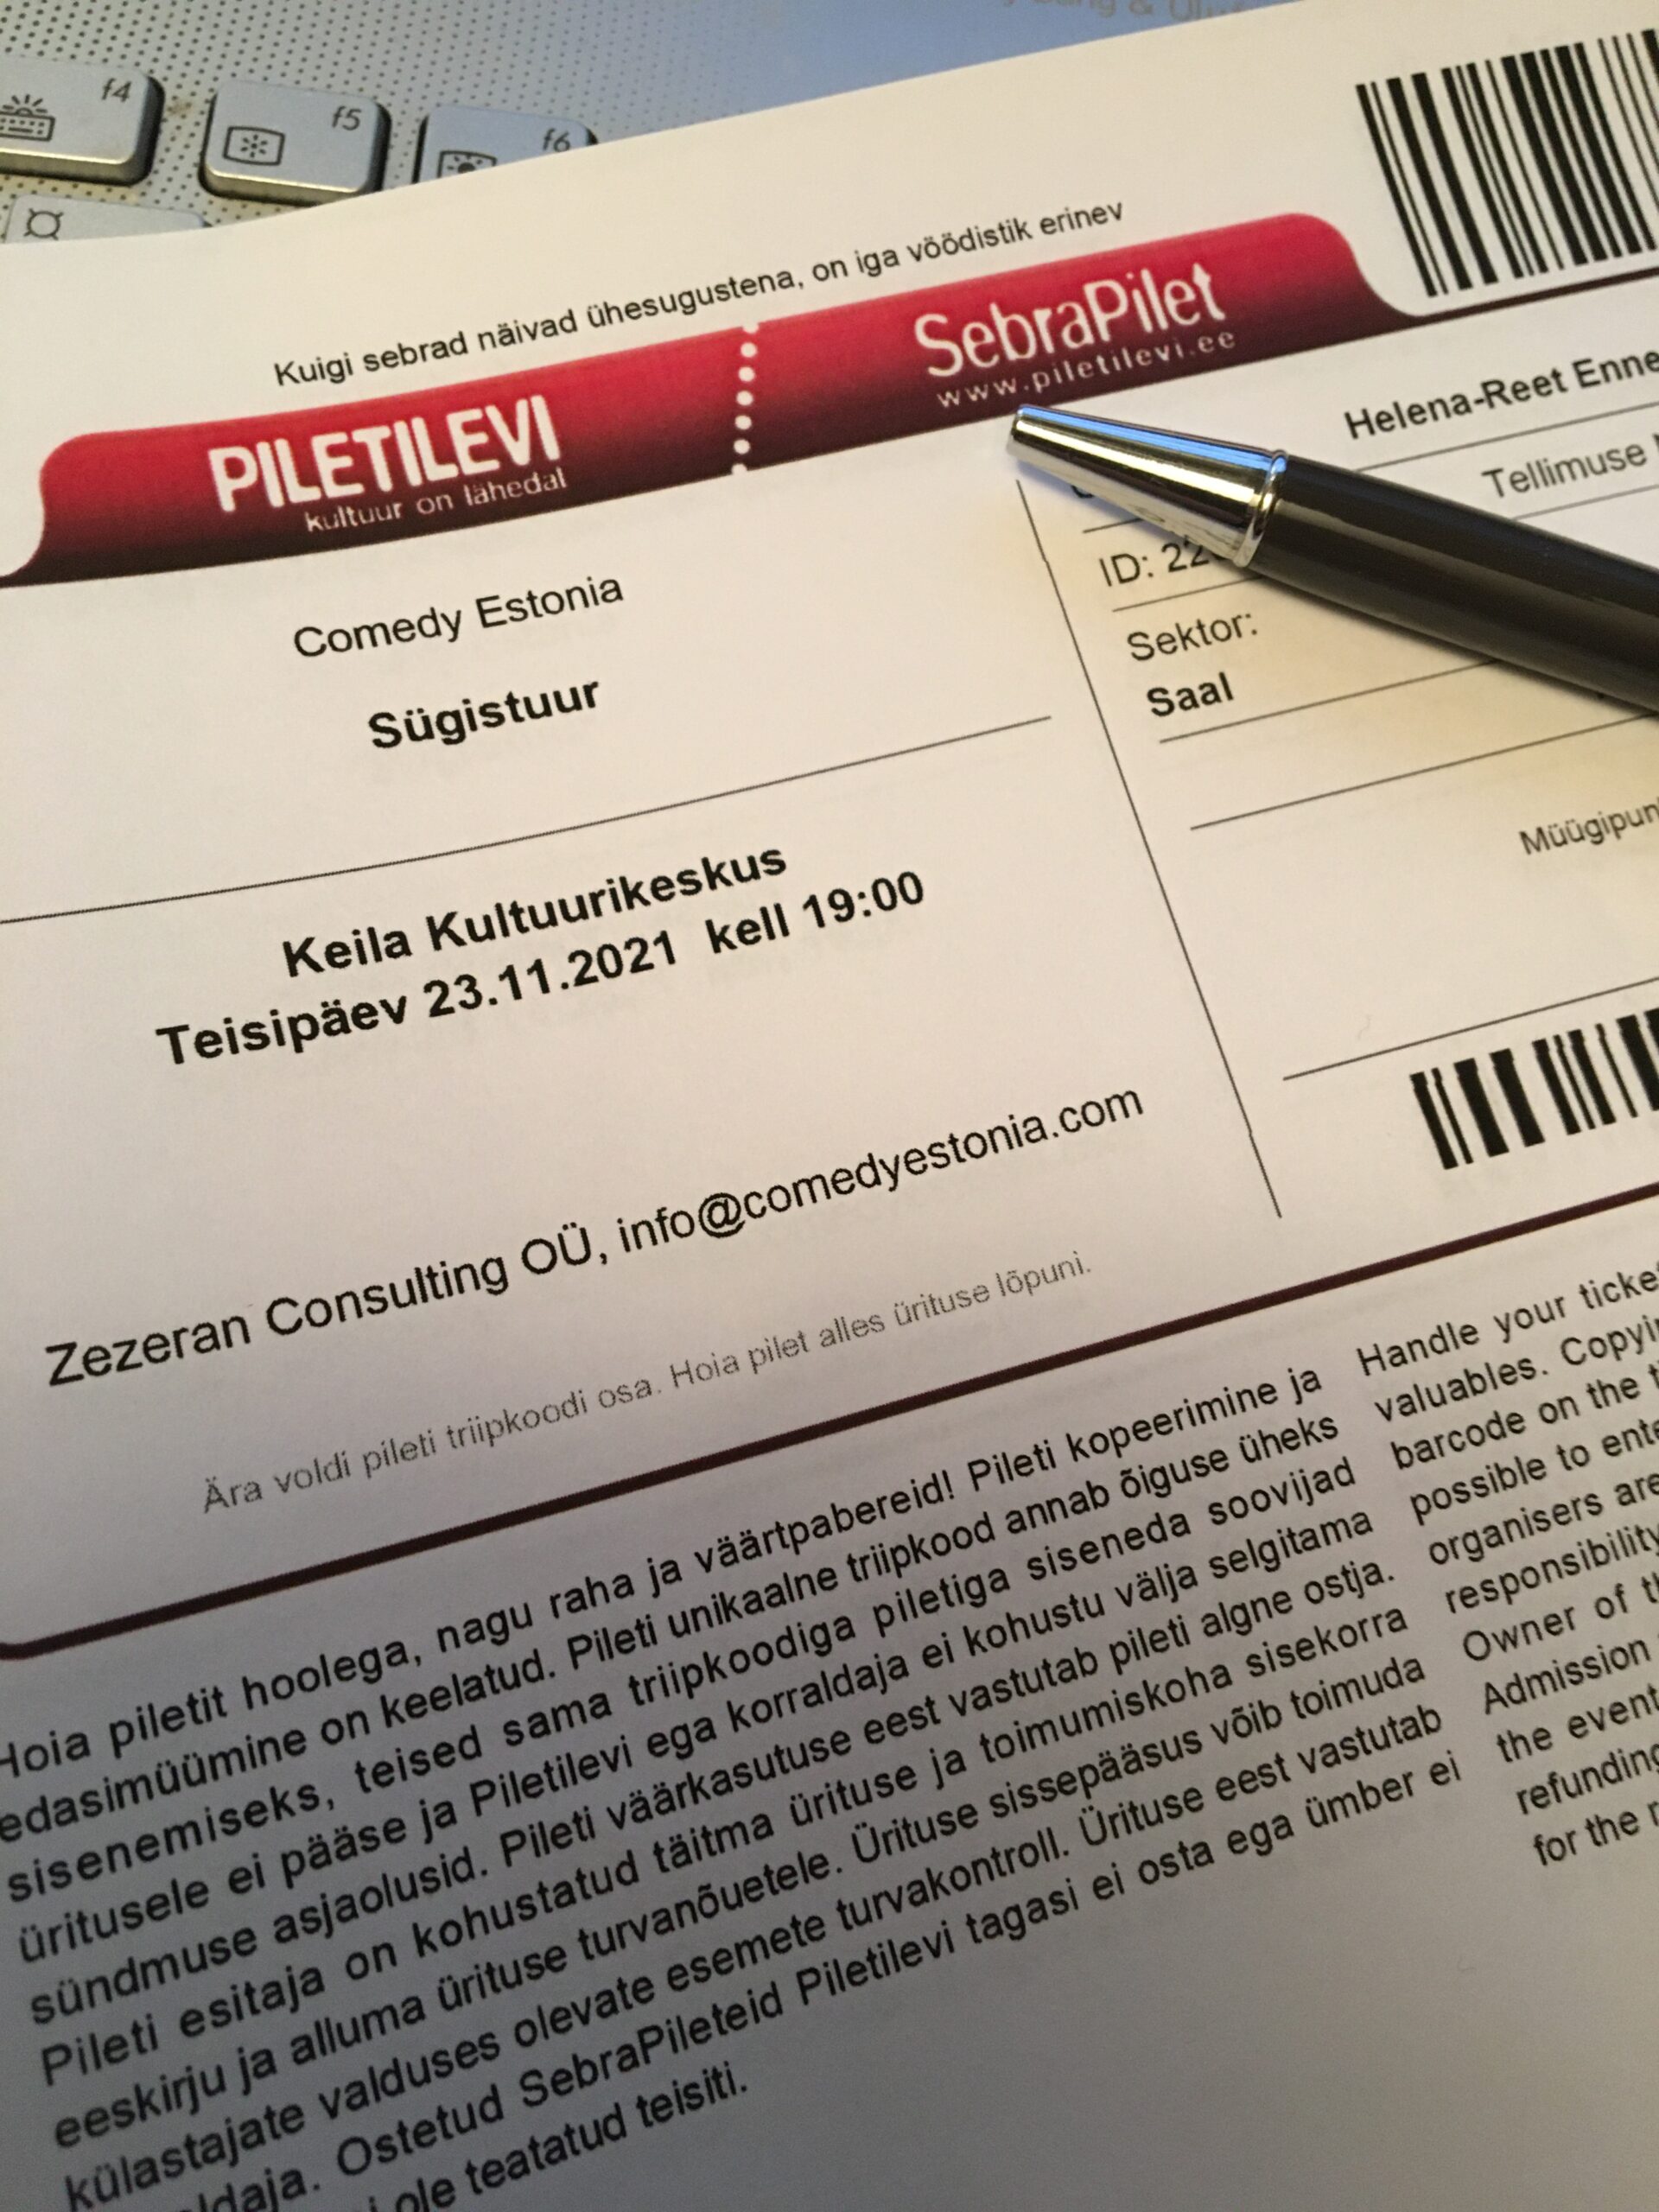 f4
f5
f6
Kuigi sebrad näivad ühesugustena, on iga vöödistik erinev
PILETILEVI
kultuur on lähedal
SebraPilet
www.piletilevi.ee
Comedy Estonia
Sügistuur
Keila Kultuurikeskus
Teisipäev 23.11.2021 kell 19:00
Zezeran Consulting OÜ, info@comedyestonia.com
Ära voldi pileti triipkoodi osa. Hoia pilet alles ürituse lõpuni.
Helena-Reet
Tellimuse
ID:
Sektor:
Saal
Hoia piletit hoolega, nagu raha ja väärtpabereid! Pileti kopeerimine ja
edasimüümine on keelatud. Pileti unikaalne triipkood annab õiguse üheks
sisenemiseks, teised sama triipkoodiga piletiga siseneda soovijad
üritusele ei pääse ja Piletilevi ega korraldaja ei kohustu välja selgitama
sündmuse asjaolusid. Pileti väärkasutuse eest vastutab pileti algne ostja.
Pileti esitaja on kohustatud täitma ürituse ja toimumiskoha sisekorra
eeskirju ja alluma ürituse turvanõuetele. Ürituse sissepääsus võib toimuda
külastajate valduses olevate esemete turvakontroll. Ürituse eest vastutab
Ostetud SebraPileteid Piletilevi tagasi ei osta ega ümber ei
ole teatatud teisiti.
Handle your
valuables.
barcode on the
possible to
organisers are
responsibility
Owner of
Admission
the event
refunding
for the